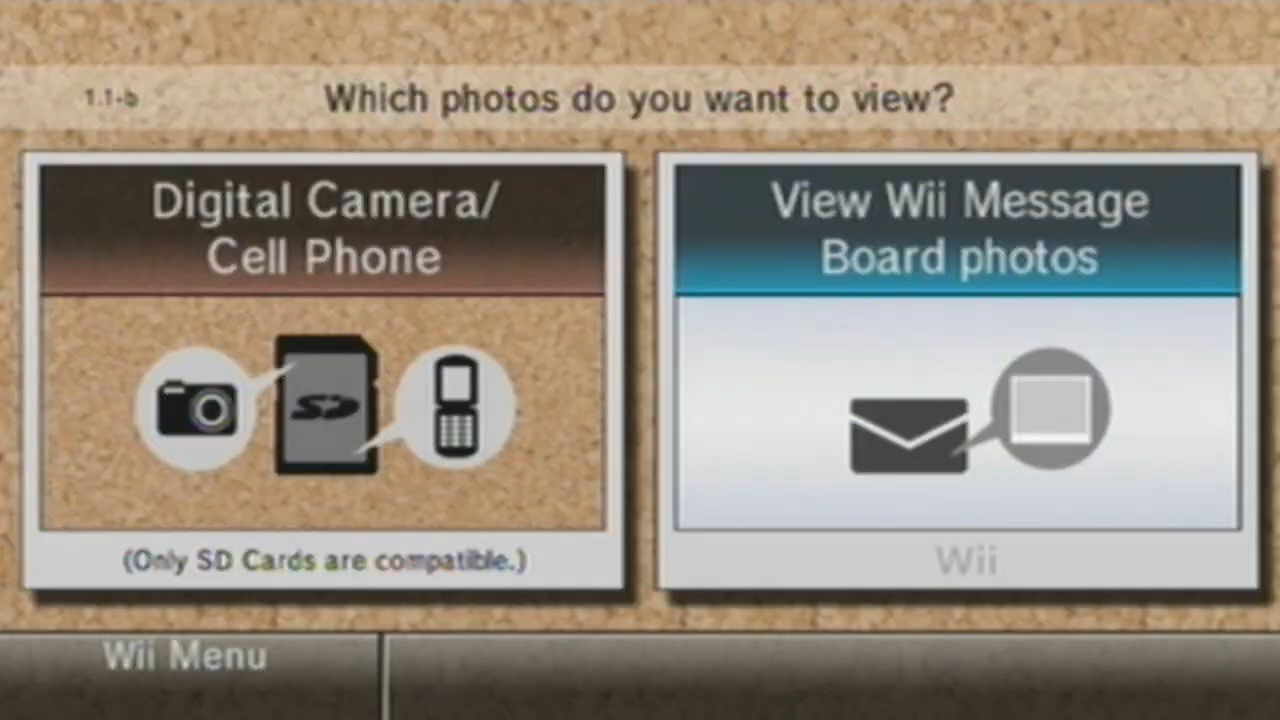 1.1-b
Which photos do you want to view?
Digital Camera/
Cell Phone
SD
(Only SD Cards are compatible.)
View Wii Message
Board photos
Wii
Wii Menu